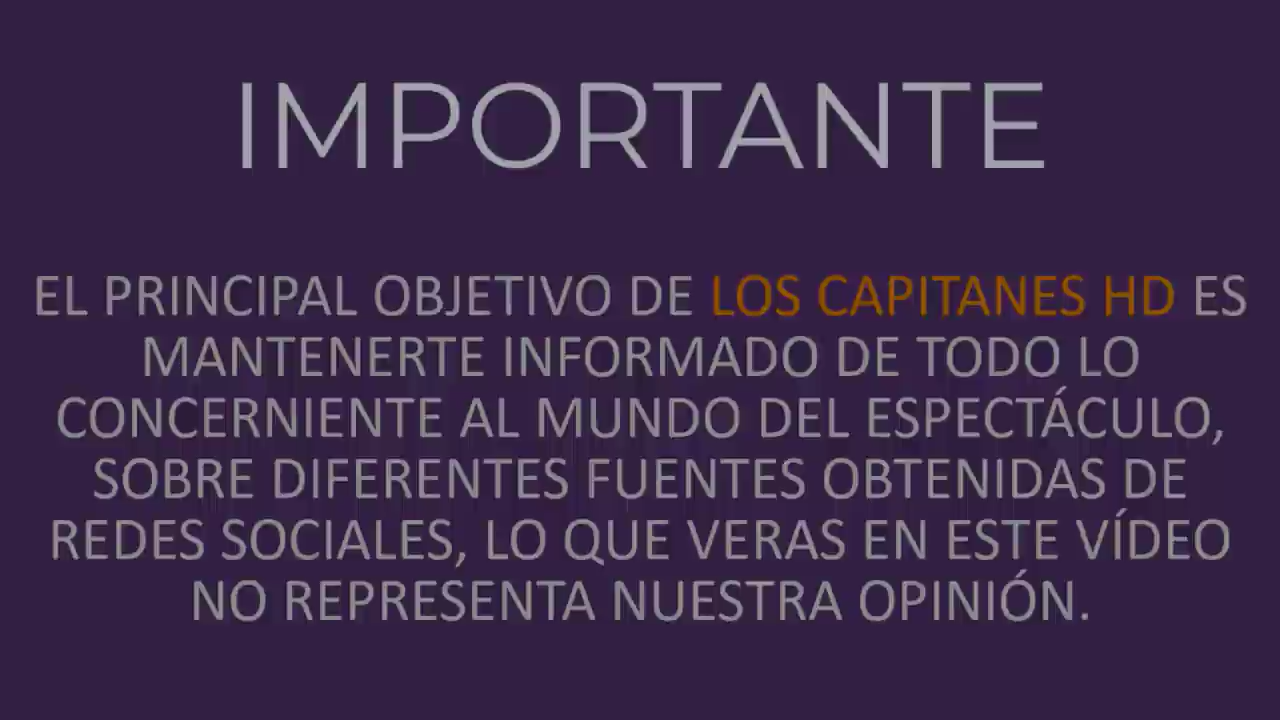 IMPORTANTE
EL PRINCIPAL OBJETIVO DE LOS CAPITANES HD ES
MANTENERTE INFORMADO DE TODO LO
CONCERNIENTE AL MUNDO DEL ESPECTÁCULO,
SOBRE DIFERENTES FUENTES OBTENIDAS DE
REDES SOCIALES, LO QUE VERAS EN ESTE VÍDEO
NO REPRESENTA NUESTRA OPINIÓN.